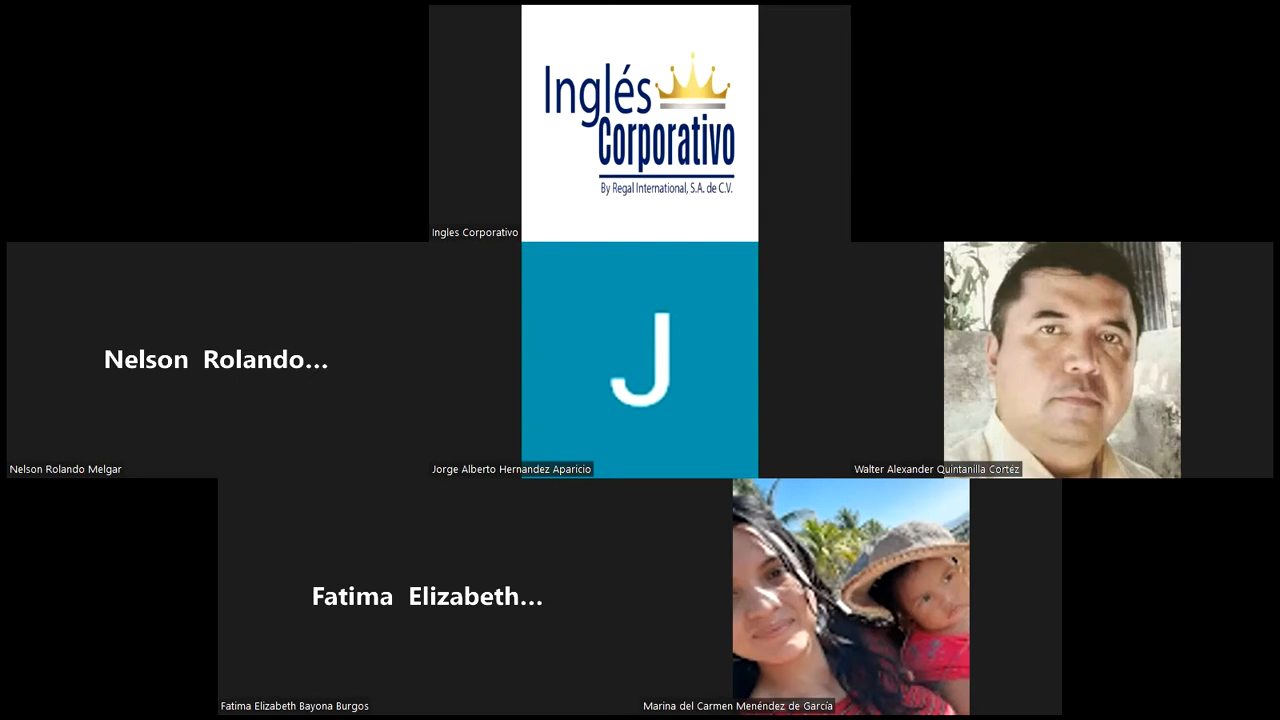 Inglés
Corporativo
By Regal International, S.A. de C.V.
Ingles Corporativo
Nelson Rolando...
J
Nelson Rolando Melgar
Jorge Alberto Hernandez Aparicio
Walter Alexander Quintanilla Cortéz
Fatima Elizabeth...
Fatima Elizabeth Bayona Burgos
Marina del Carmen Menéndez de García